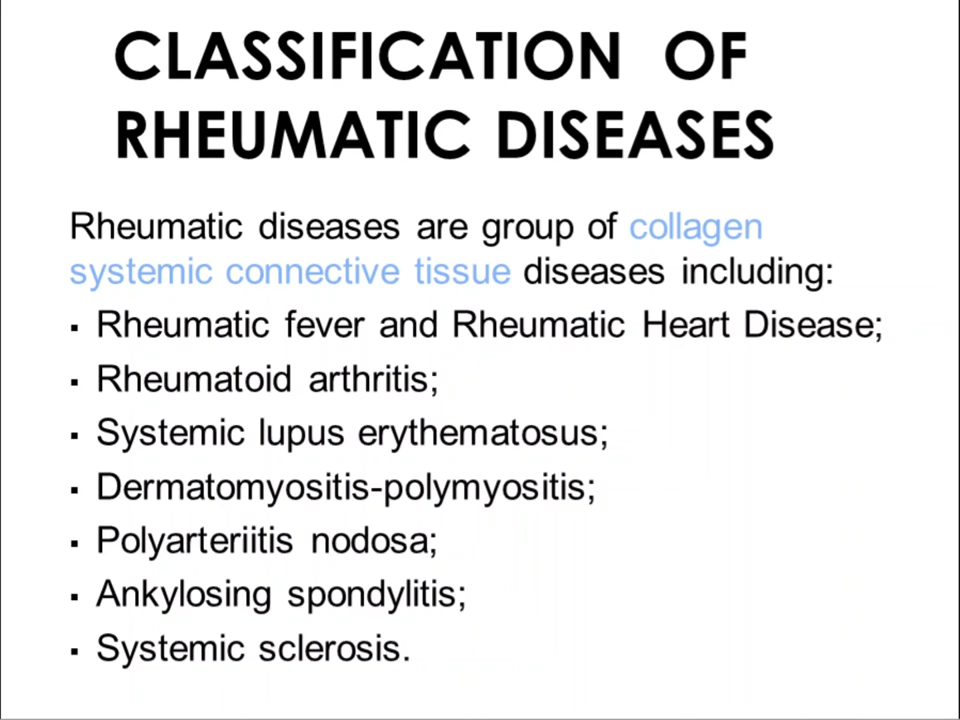 CLASSIFICATION OF
RHEUMATIC DISEASES
Rheumatic diseases are group of collagen
systemic connective tissue diseases including:
▪ Rheumatic fever and Rheumatic Heart Disease;
▪ Rheumatoid arthritis;
▪ Systemic lupus erythematosus;
▪ Dermatomyositis-polymyositis;
▪ Polyarteriitis nodosa;
▪ Ankylosing spondylitis;
▪ Systemic sclerosis.